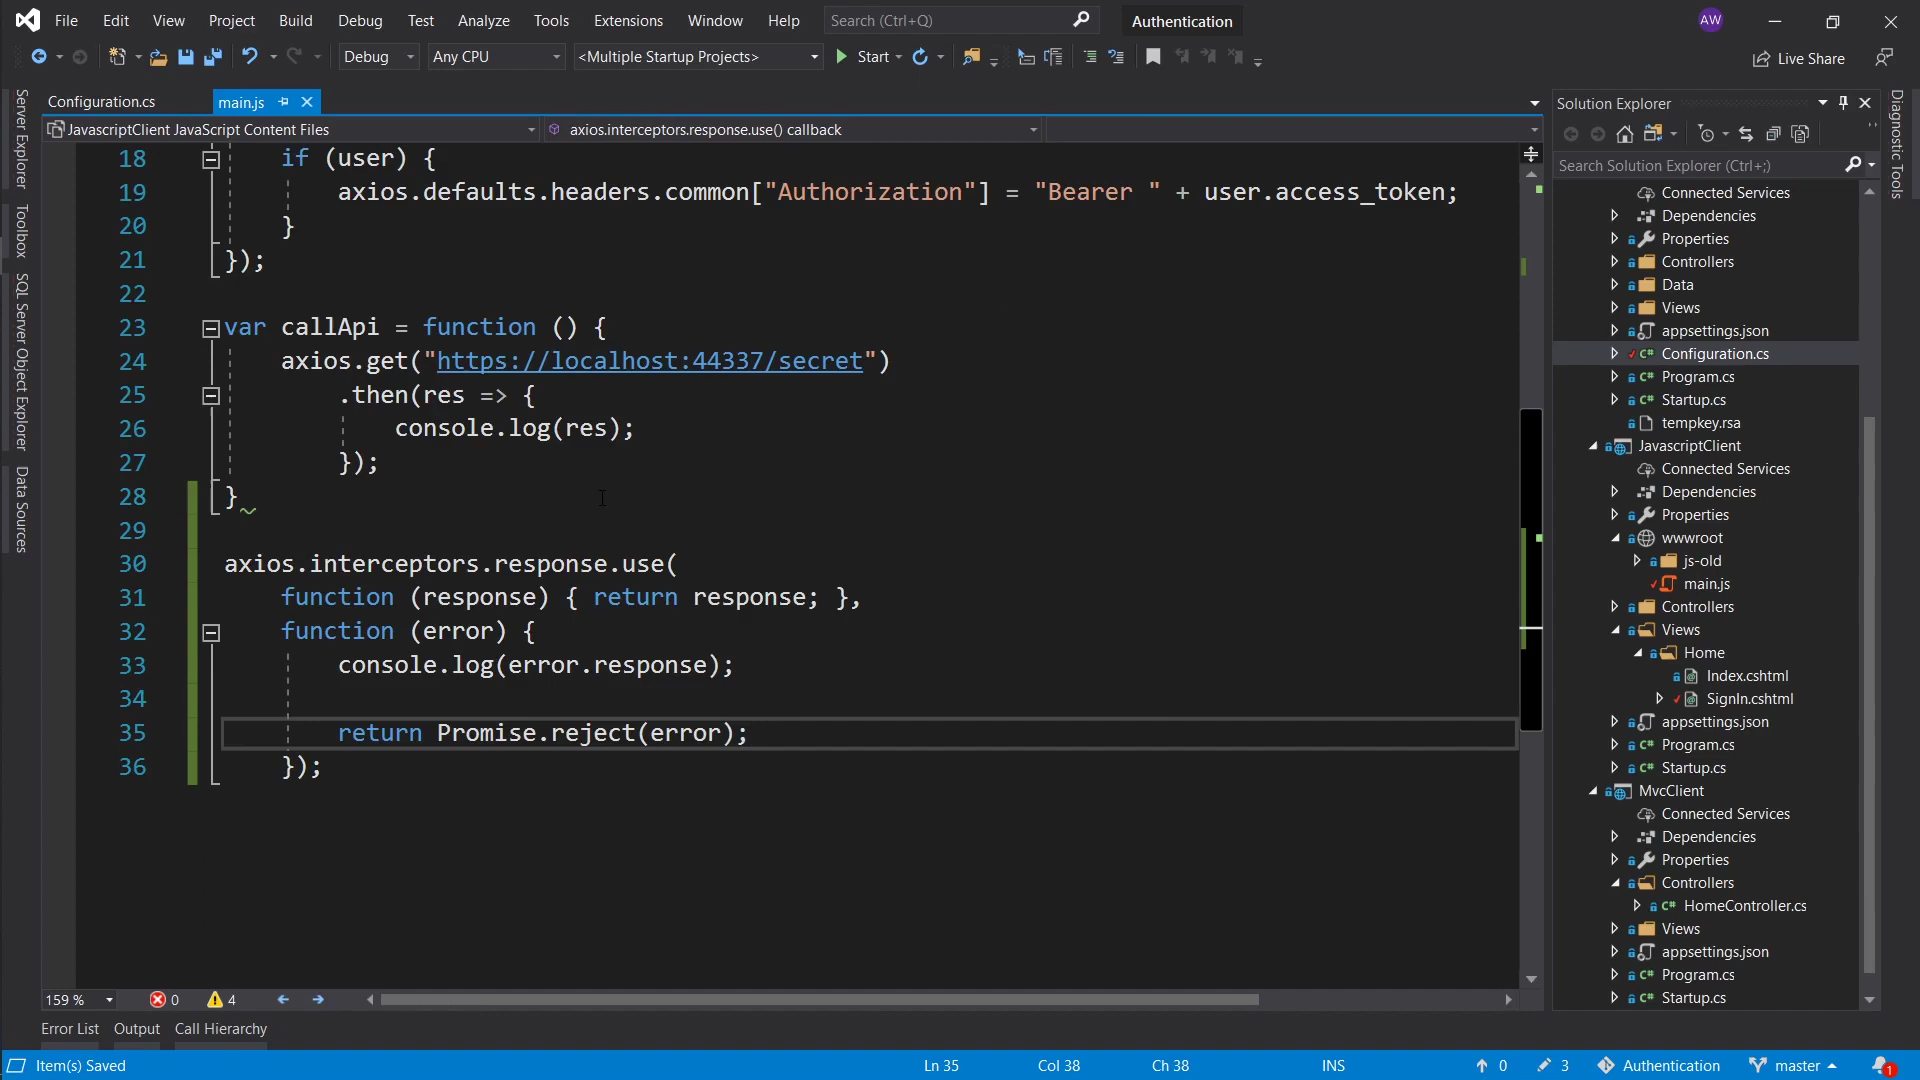 File Edit View Project Build Debug Test Analyze Tools Extensions Window Help Search (Ctrl+Q) Authentication AW
Debug Any CPU <Multiple Startup Projects> Start Live Share
Configuration.cs main.js
JavascriptClient JavaScript Content Files axios.interceptors.response.use() callback
18 if (user) {
19 axios.defaults.headers.common["Authorization"] = "Bearer " + user.access_token;
20 }
21 });
22
23 var callApi = function () {
24 axios.get("https://localhost:44337/secret")
25 .then(res => {
26 console.log(res);
27 });
28 }
29
30 axios.interceptors.response.use(
31 function (response) { return response; },
32 function (error) {
33 console.log(error.response);
34
35 return Promise.reject(error);
36 });
159 % 0 4
Error List Output Call Hierarchy
Item(s) Saved Ln 35 Col 38 Ch 38 INS 0 3 Authentication master 1
Server Explorer
Toolbox
SQL Server Object Explorer
Data Sources
Solution Explorer
Search Solution Explorer (Ctrl+;)
Connected Services
Dependencies
Properties
Controllers
Data
Views
appsettings.json
C# Configuration.cs
C# Program.cs
C# Startup.cs
tempkey.rsa
JavascriptClient
Connected Services
Dependencies
Properties
wwwroot
js-old
main.js
Controllers
Views
Home
Index.cshtml
SignIn.cshtml
appsettings.json
C# Program.cs
C# Startup.cs
MvcClient
Connected Services
Dependencies
Properties
Controllers
C# HomeController.cs
Views
appsettings.json
C# Program.cs
C# Startup.cs
Diagnostic Tools